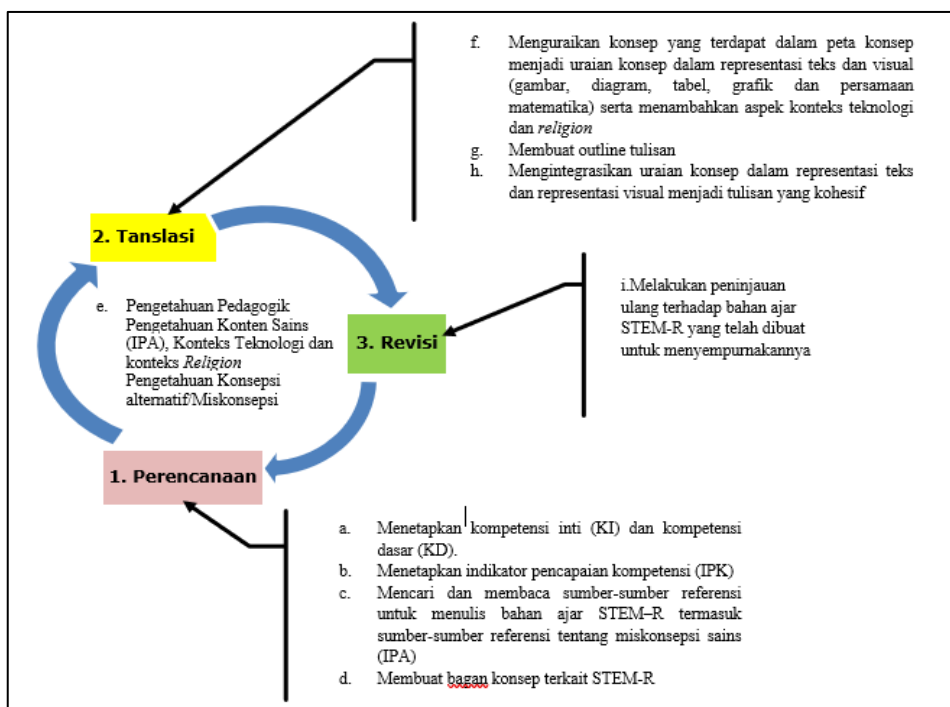 f. Menguraikan konsep yang terdapat dalam peta konsep
menjadi uraian konsep dalam representasi teks dan visual
(gambar, diagram, tabel, grafik dan persamaan
matematika) serta menambahkan aspek konteks teknologi
dan religion
g. Membuat outline tulisan
h. Mengintegrasikan uraian konsep dalam representasi teks
dan representasi visual menjadi tulisan yang kohesif
2. Tanslasi
e. Pengetahuan Pedagogik
Pengetahuan Konten Sains
(IPA), Konteks Teknologi dan
konteks Religion
Pengetahuan Konsepsi
alternatif/Miskonsepsi
3. Revisi
i.Melakukan peninjauan
ulang terhadap bahan ajar
STEM-R yang telah dibuat
untuk menyempurnakannya
1. Perencanaan
a. Menetapkan kompetensi inti (KI) dan kompetensi
dasar (KD).
b. Menetapkan indikator pencapaian kompetensi (IPK)
c. Mencari dan membaca sumber-sumber referensi
untuk menulis bahan ajar STEM–R termasuk
sumber-sumber referensi tentang miskonsepsi sains
(IPA)
d. Membuat bagan konsep terkait STEM-R